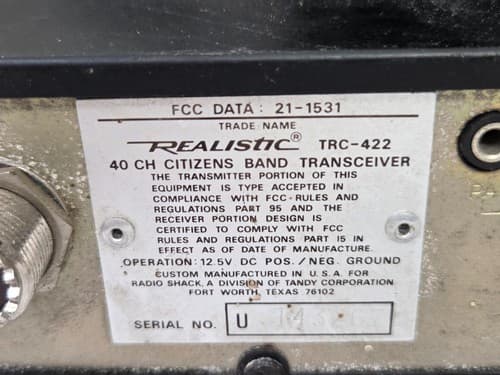 FCC DATA: 21-1531
TRADE NAME
REALISTIC® TRC-422
40 CH CITIZENS BAND TRANSCEIVER
THE TRANSMITTER PORTION OF THIS
EQUIPMENT IS TYPE ACCEPTED IN
COMPLIANCE WITH FCC RULES AND
REGULATIONS PART 95 AND THE
RECEIVER PORTION DESIGN IS
CERTIFIED TO COMPLY WITH FCC
RULES AND REGULATIONS PART 15 IN
EFFECT AS OF DATE OF MANUFACTURE.
OPERATION: 12.5V. DC POS./NEG. GROUND
CUSTOM MANUFACTURED IN U.S.A. FOR
RADIO SHACK, A DIVISION OF TANDY CORPORATION
FORT WORTH, TEXAS 76102
SERIAL NO. U